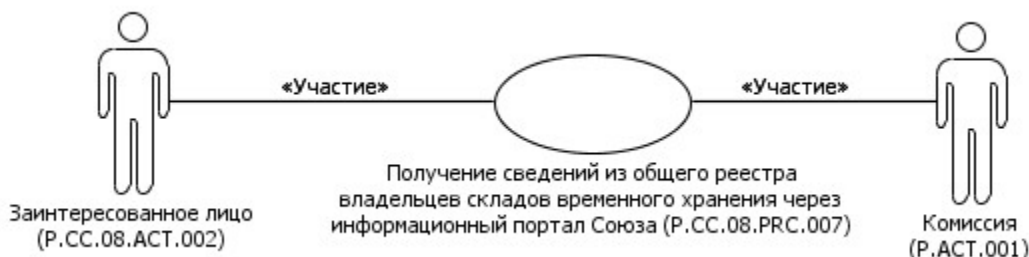 «Участие»
«Участие»
Заинтересованное лицо
(P.CC.08.ACT.002)
Получение сведений из общего реестра
владельцев складов временного хранения через
информационный портал Союза (P.CC.08.PRC.007)
Комиссия
(P.ACT.001)